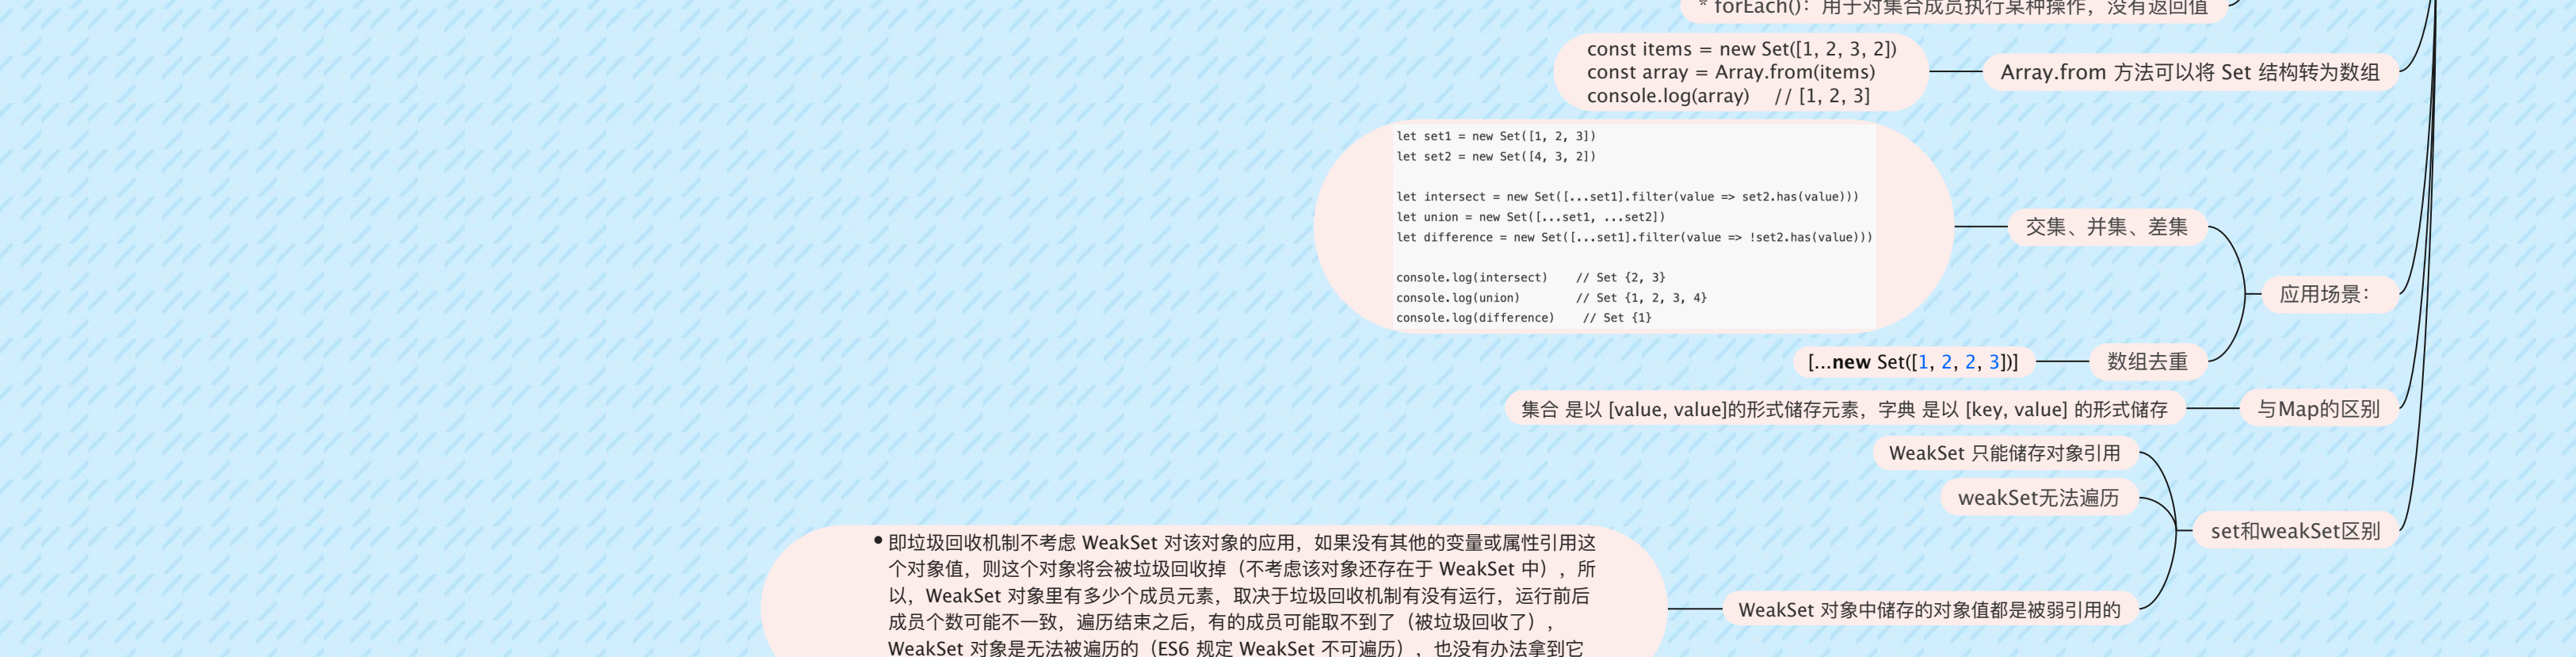 * forEach()：用于对集合成员执行某种操作，没有返回值
const items = new Set([1, 2, 3, 2])
const array = Array.from(items)
console.log(array)    // [1, 2, 3]
Array.from 方法可以将 Set 结构转为数组
let set1 = new Set([1, 2, 3])
let set2 = new Set([4, 3, 2])
let intersect = new Set([...set1].filter(value => set2.has(value)))
let union = new Set([...set1, ...set2])
let difference = new Set([...set1].filter(value => !set2.has(value)))
console.log(intersect)    // Set {2, 3}
console.log(union)        // Set {1, 2, 3, 4}
console.log(difference)    // Set {1}
交集、并集、差集
应用场景：
[...new Set([1, 2, 2, 3])]
数组去重
集合 是以 [value, value]的形式储存元素，字典 是以 [key, value] 的形式储存
与Map的区别
WeakSet 只能储存对象引用
weakSet无法遍历
set和weakSet区别
• 即垃圾回收机制不考虑 WeakSet 对该对象的应用，如果没有其他的变量或属性引用这
个对象值，则这个对象将会被垃圾回收掉（不考虑该对象还存在于 WeakSet 中），所
以，WeakSet 对象里有多少个成员元素，取决于垃圾回收机制有没有运行，运行前后
成员个数可能不一致，遍历结束之后，有的成员可能取不到了（被垃圾回收了），
WeakSet 对象是无法被遍历的（ES6 规定 WeakSet 不可遍历），也没有办法拿到它
WeakSet 对象中储存的对象值都是被弱引用的